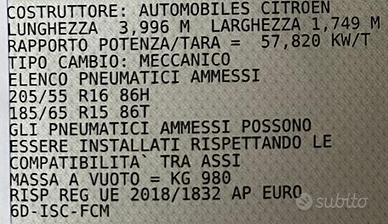 COSTRUTTORE: AUTOMOBILES CITROEN
LUNGHEZZA 3,996 M LARGHEZZA 1,749 M
RAPPORTO POTENZA/TARA = 57,820 KW/T
TIPO CAMBIO: MECCANICO
ELENCO PNEUMATICI AMMESSI
205/55 R16 86H
185/65 R15 86T
GLI PNEUMATICI AMMESSI POSSONO
ESSERE INSTALLATI RISPETTANDO LE
COMPATIBILITA` TRA ASSI
MASSA A VUOTO = KG 980
RISP REG UE 2018/1832 AP EURO
6D-ISC-FCM
subito